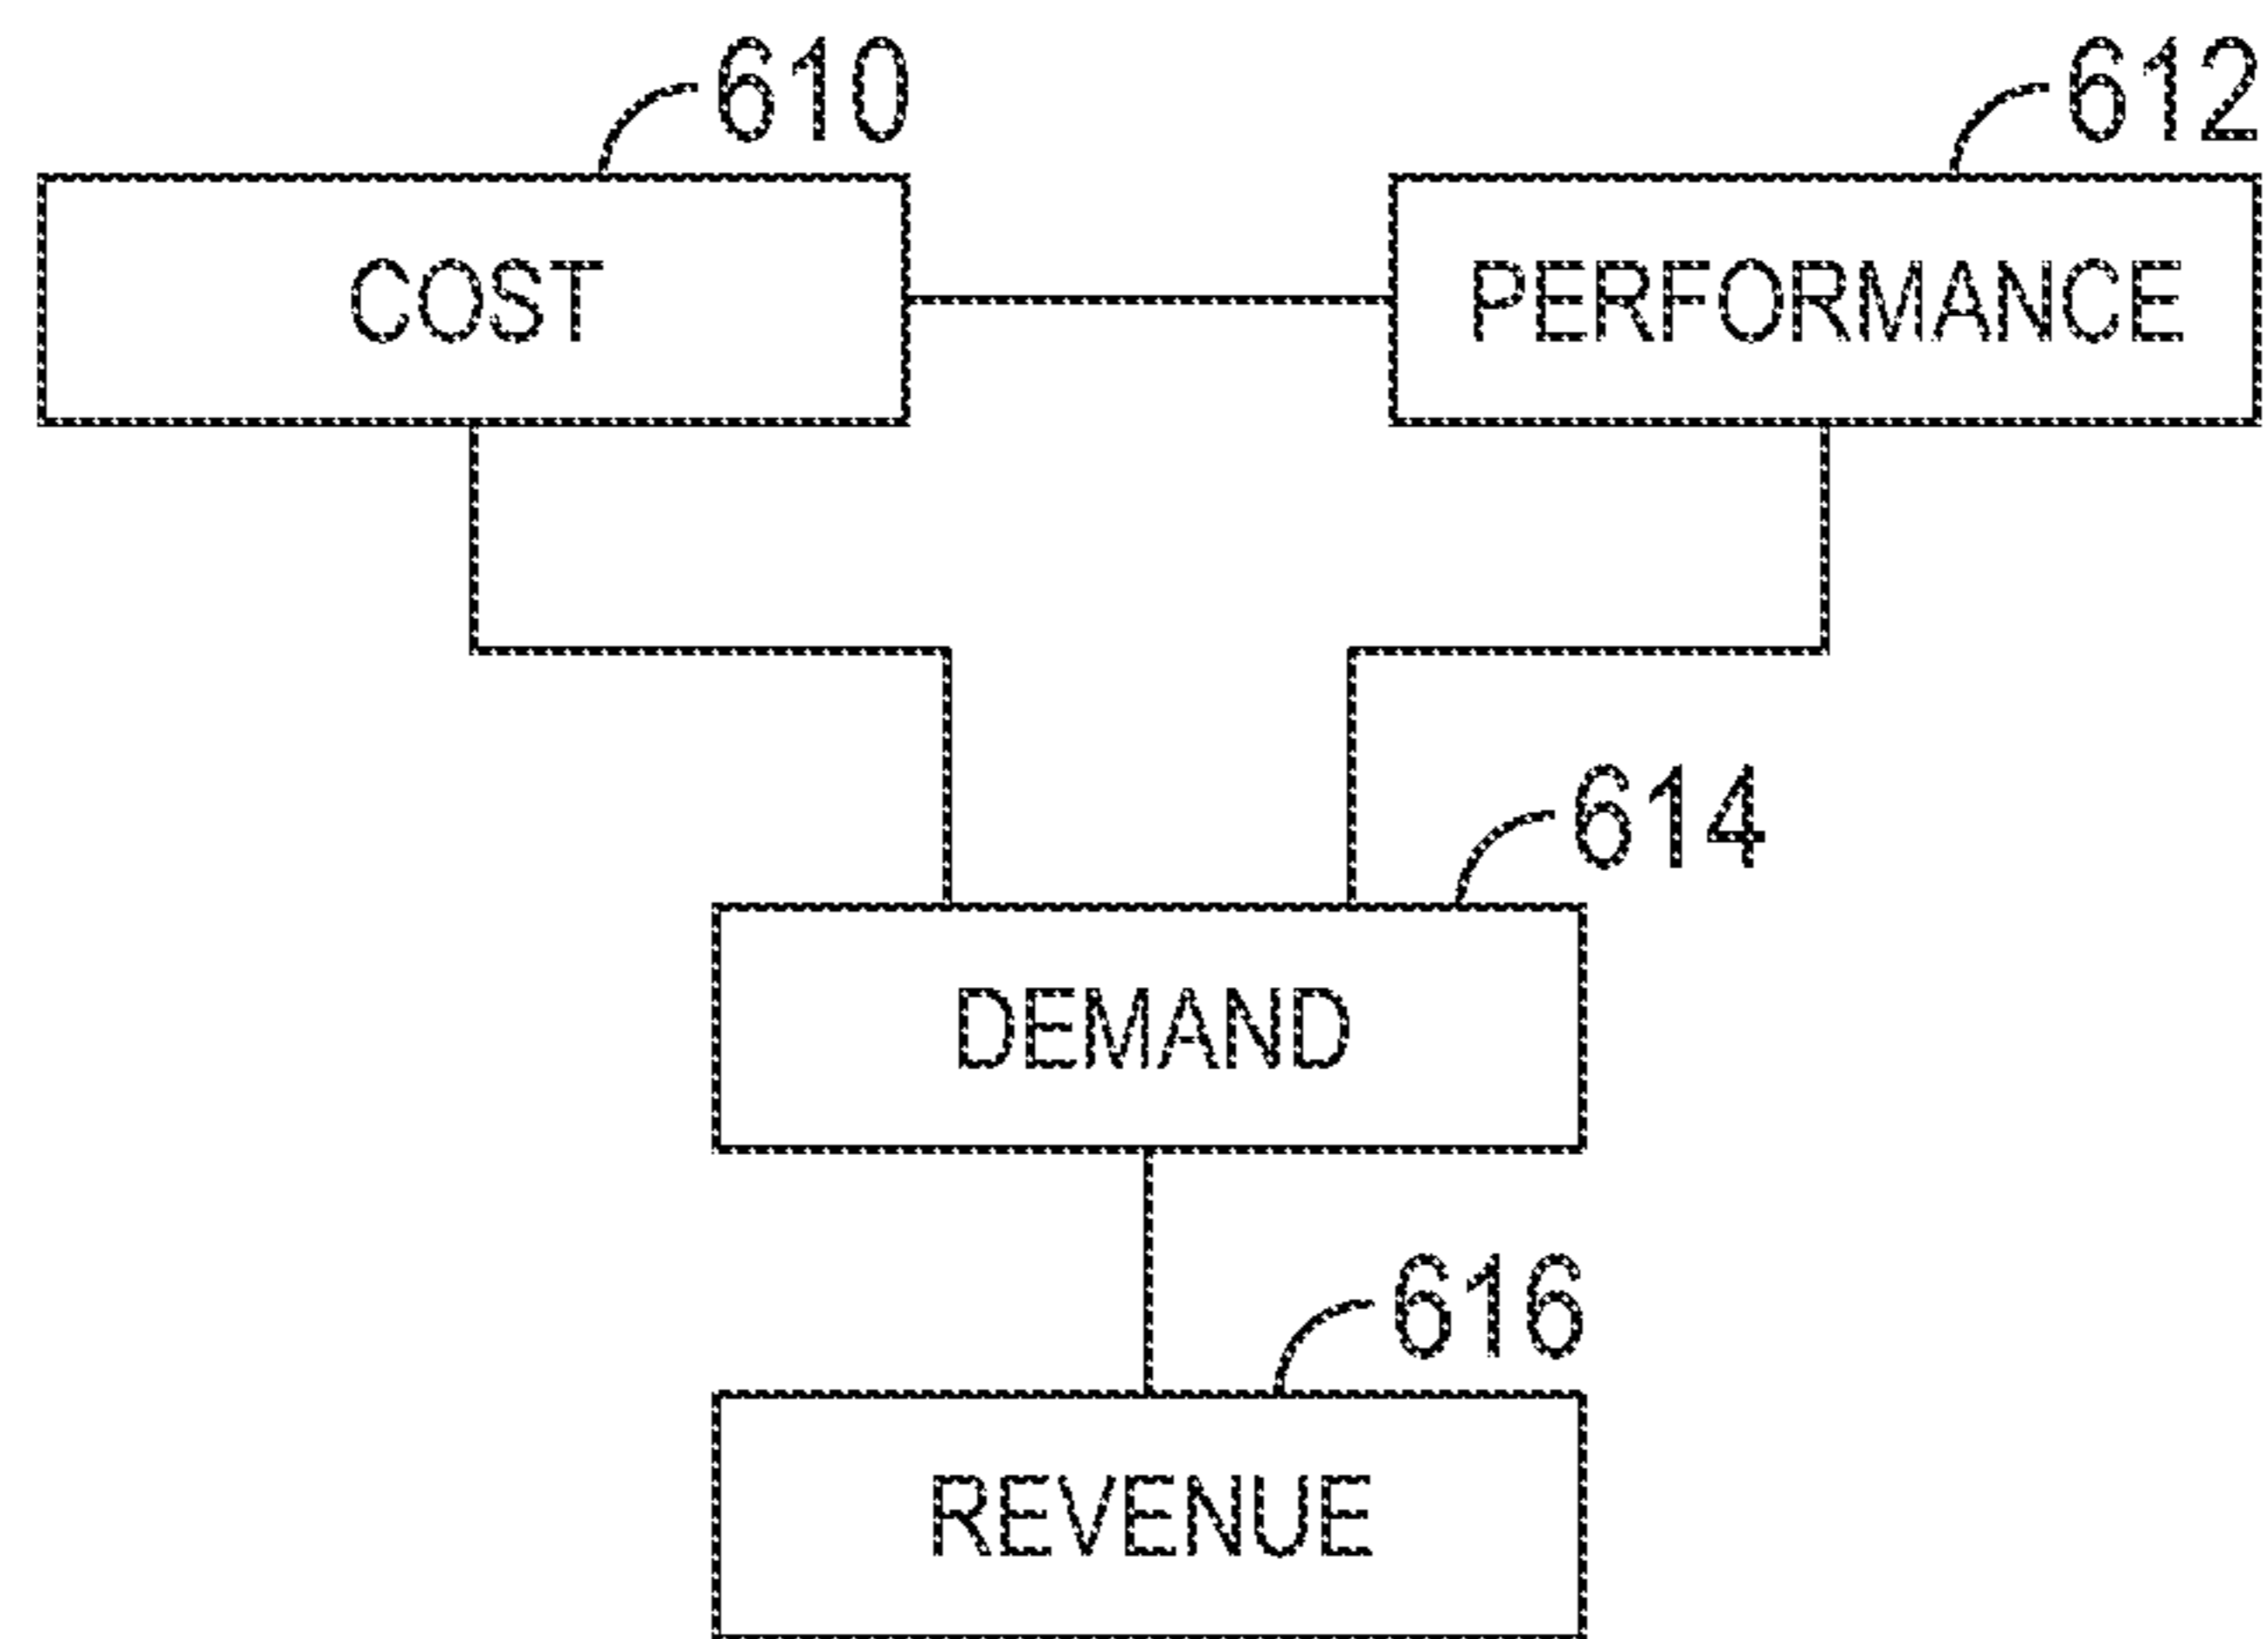 610
612
COST
PERFORMANCE
614
DEMAND
616
REVENUE